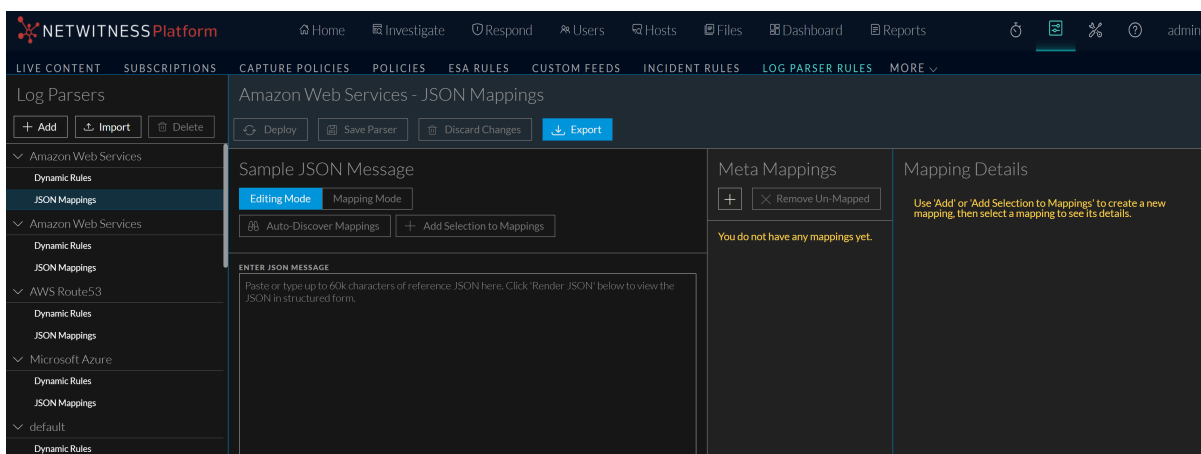 NETWITNESS Platform
Home Investigate Respond Users Hosts Files Dashboard Reports admin
LIVE CONTENT SUBSCRIPTIONS CAPTURE POLICIES POLICIES ESA RULES CUSTOM FEEDS INCIDENT RULES LOG PARSER RULES MORE
Log Parsers
+ Add Import Delete
Amazon Web Services
Dynamic Rules
JSON Mappings
Amazon Web Services
Dynamic Rules
JSON Mappings
AWS Route53
Dynamic Rules
JSON Mappings
Microsoft Azure
Dynamic Rules
JSON Mappings
default
Dynamic Rules
Amazon Web Services - JSON Mappings
Deploy Save Parser Discard Changes Export
Sample JSON Message
Editing Mode Mapping Mode
Auto-Discover Mappings + Add Selection to Mappings
ENTER JSON MESSAGE
Paste or type up to 60k characters of reference JSON here. Click 'Render JSON' below to view the
JSON in structured form.
Meta Mappings
+ Remove Un-Mapped
You do not have any mappings yet.
Mapping Details
Use 'Add' or 'Add Selection to Mappings' to create a new
mapping, then select a mapping to see its details.